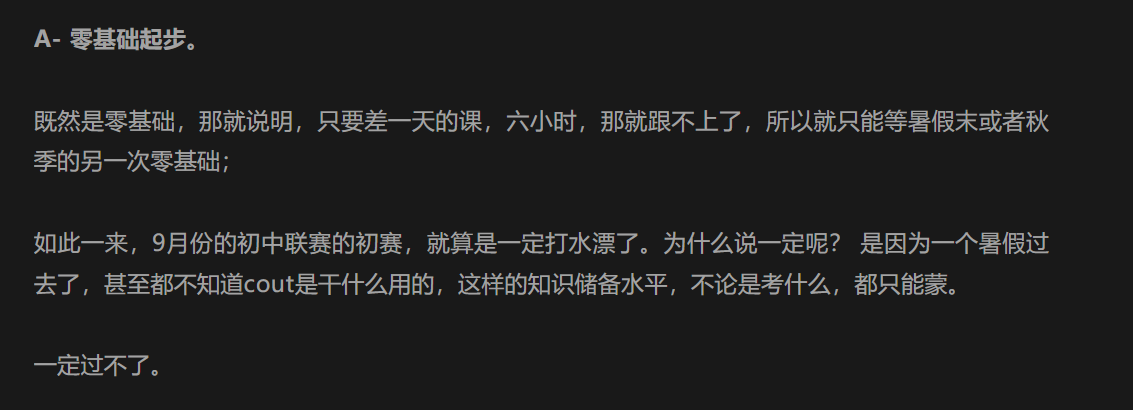 A- 零基础起步。
既然是零基础，那就说明，只要差一天的课，六小时，那就跟不上了，所以就只能等暑假末或者秋
季的另一次零基础；
如此一来，9月份的初中联赛的初赛，就算是一定打水漂了。为什么说一定呢？ 是因为一个暑假过
去了，甚至都不知道cout是干什么用的，这样的知识储备水平，不论是考什么，都只能蒙。
一定过不了。